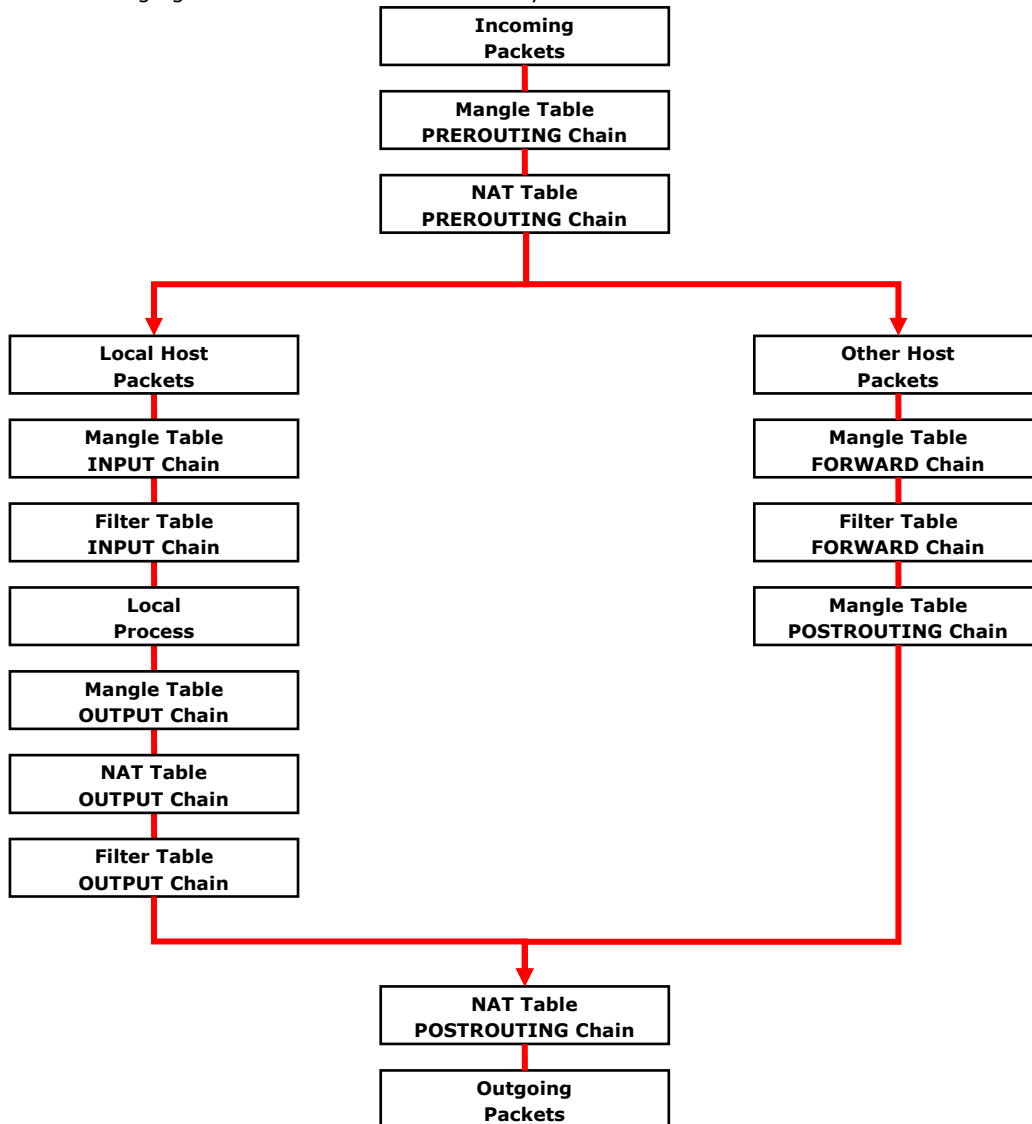 Incoming
Packets
Mangle Table
PREROUTING Chain
NAT Table
PREROUTING Chain
Local Host
Packets
Mangle Table
INPUT Chain
Filter Table
INPUT Chain
Local
Process
Mangle Table
OUTPUT Chain
NAT Table
OUTPUT Chain
Filter Table
OUTPUT Chain
Other Host
Packets
Mangle Table
FORWARD Chain
Filter Table
FORWARD Chain
Mangle Table
POSTROUTING Chain
NAT Table
POSTROUTING Chain
Outgoing
Packets